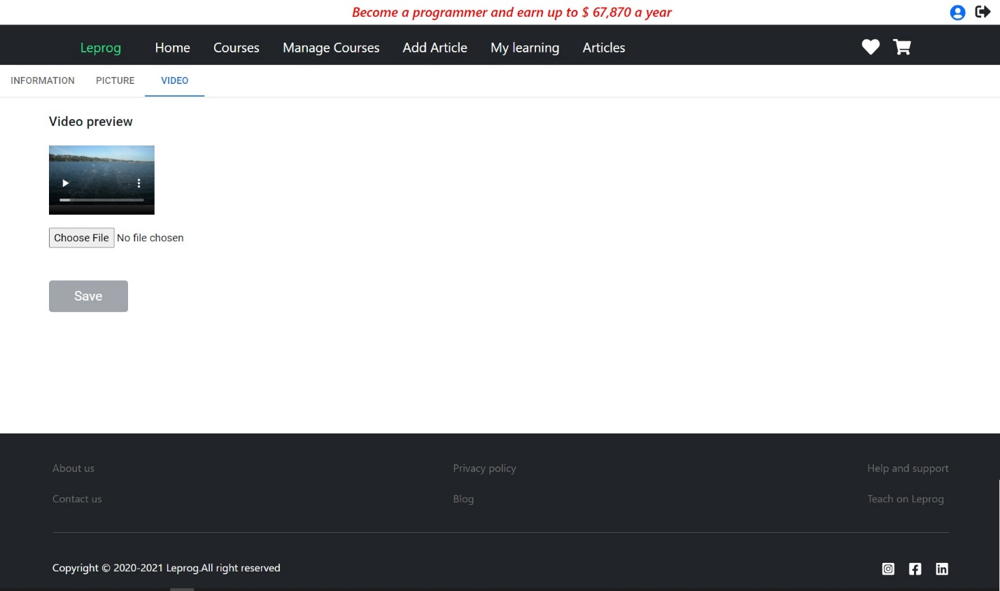 Become a programmer and earn up to $ 67,870 a year
Leprog Home Courses Manage Courses Add Article My learning Articles
INFORMATION PICTURE VIDEO
Video preview
Choose File No file chosen
Save
About us Privacy policy Help and support
Contact us Blog Teach on Leprog
Copyright © 2020-2021 Leprog.All right reserved